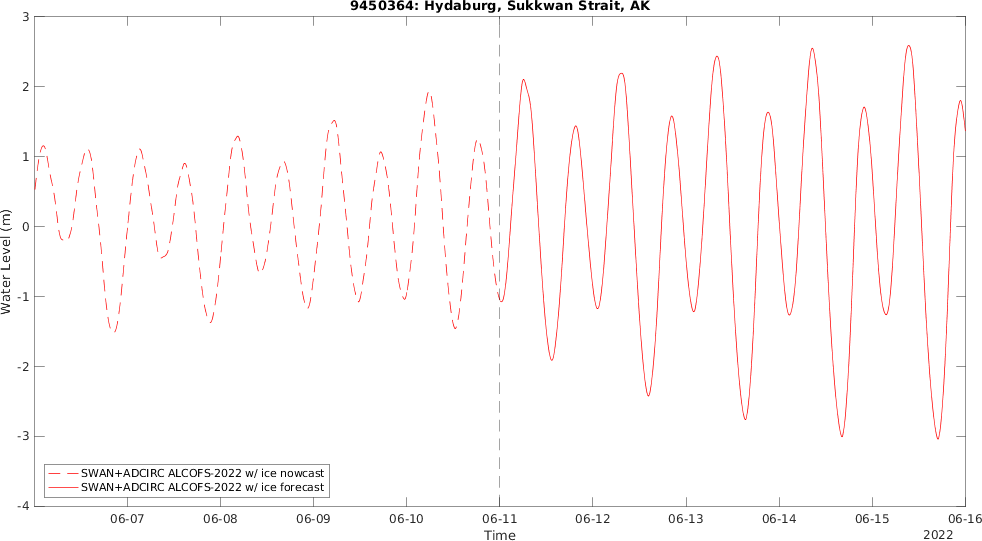 9450364: Hydaburg, Sukkwan Strait, AK
3
2
1
0
-1
-2
-3
-4
Water Level (m)
SWAN+ADCIRC ALCOFS-2022 w/ ice nowcast
SWAN+ADCIRC ALCOFS-2022 w/ ice forecast
06-07 06-08 06-09 06-10 06-11 06-12 06-13 06-14 06-15 06-16
Time
2022